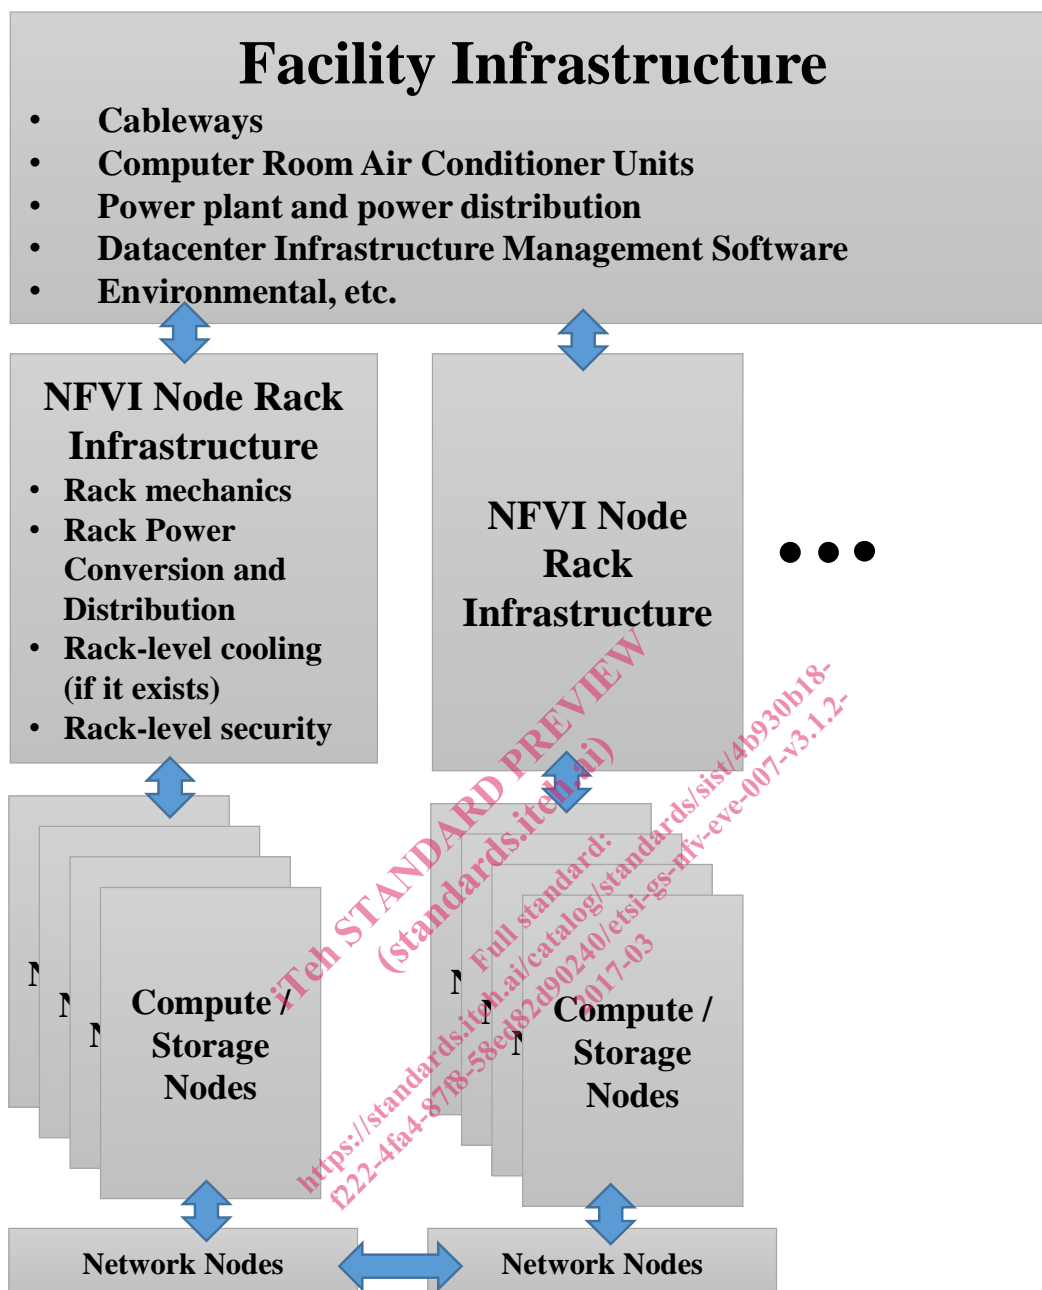 Facility Infrastructure
• Cableways
• Computer Room Air Conditioner Units
• Power plant and power distribution
• Datacenter Infrastructure Management Software
• Environmental, etc.
NFVI Node Rack
Infrastructure
• Rack mechanics
• Rack Power
Conversion and
Distribution
• Rack-level cooling
(if it exists)
• Rack-level security
NFVI Node
Rack
Infrastructure
N
N
N
Compute /
Storage
Nodes
N
N
N
Compute /
Storage
Nodes
Network Nodes
Network Nodes
iTeh STANDARD PREVIEW
(standards.iteh.ai)
Full standard:
https://standards.iteh.ai/catalog/standards/sist/4b930b18-
f222-4fa4-87f8-58ed82d90240/etsi-gs-nfv-eve-007-v3.1.2-
2017-03